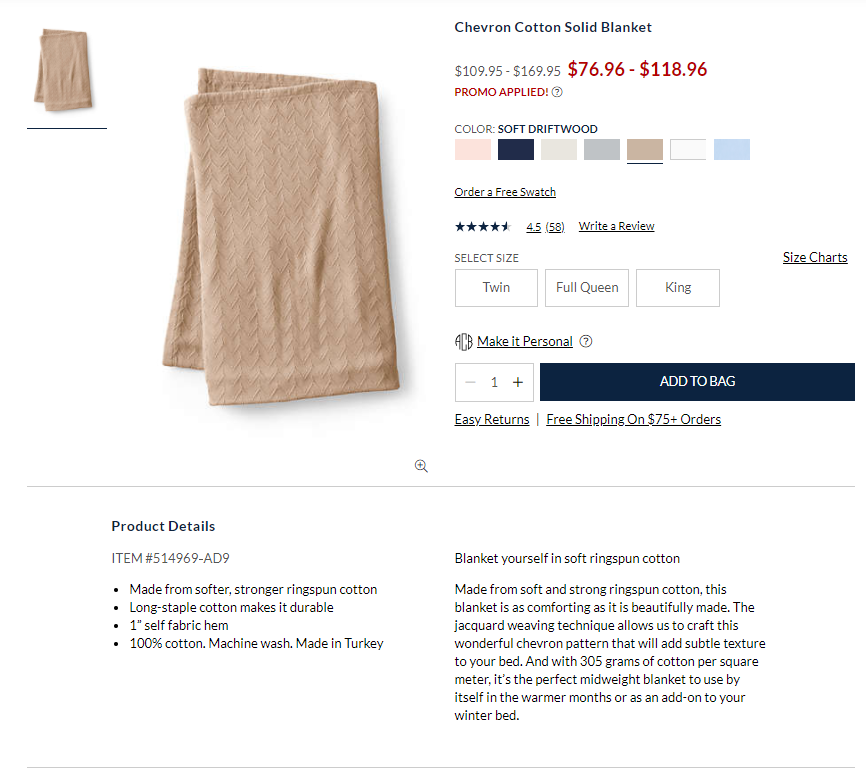 Chevron Cotton Solid Blanket
$109.95 - $169.95 $76.96 - $118.96
PROMO APPLIED! ?
COLOR: SOFT DRIFTWOOD
Order a Free Swatch
4.5 (58) Write a Review
SELECT SIZE Size Charts
Twin Full Queen King
ACB Make it Personal ?
— 1 + ADD TO BAG
Easy Returns | Free Shipping On $75+ Orders
Product Details
ITEM #514969-AD9
• Made from softer, stronger ringspun cotton
• Long-staple cotton makes it durable
• 1” self fabric hem
• 100% cotton. Machine wash. Made in Turkey
Blanket yourself in soft ringspun cotton
Made from soft and strong ringspun cotton, this
blanket is as comforting as it is beautifully made. The
jacquard weaving technique allows us to craft this
wonderful chevron pattern that will add subtle texture
to your bed. And with 305 grams of cotton per square
meter, it’s the perfect midweight blanket to use by
itself in the warmer months or as an add-on to your
winter bed.